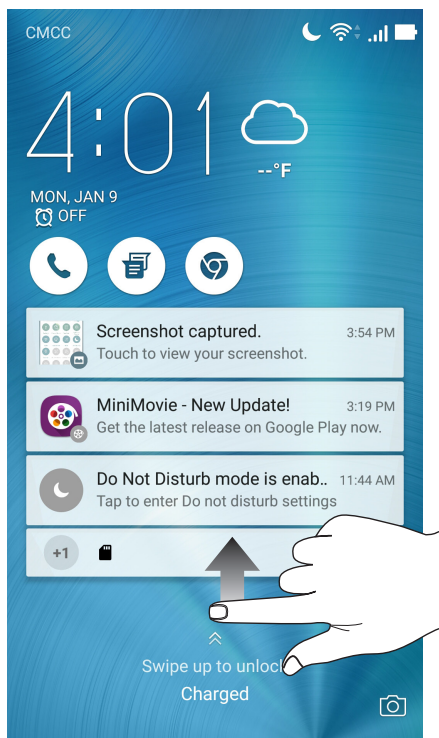 CMCC
4:01
--°F
MON, JAN 9
OFF
Screenshot captured. 3:54 PM
Touch to view your screenshot.
MiniMovie - New Update! 3:19 PM
Get the latest release on Google Play now.
Do Not Disturb mode is enab.. 11:44 AM
Tap to enter Do not disturb settings
+1
Swipe up to unloc
Charged